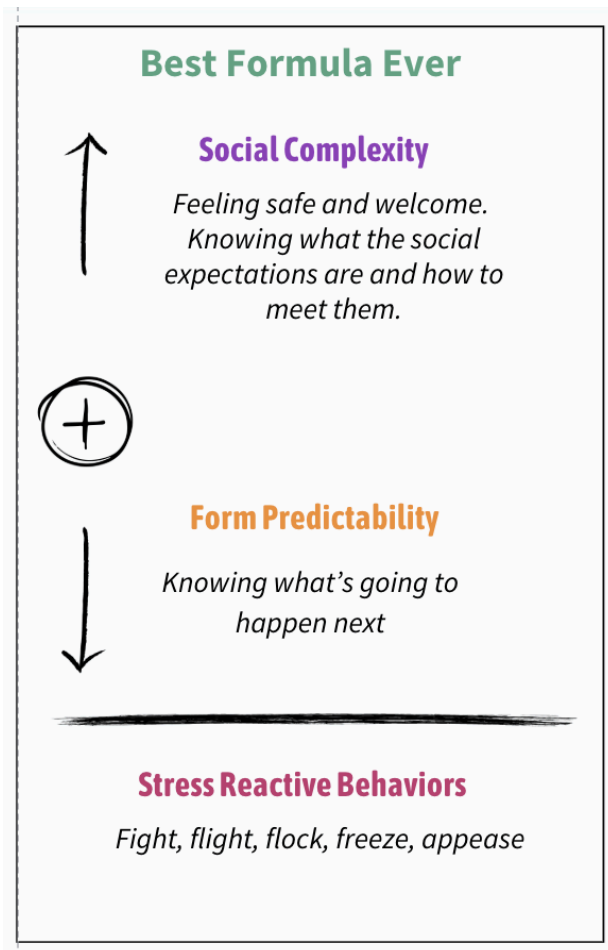 Best Formula Ever
Social Complexity
Feeling safe and welcome.
Knowing what the social
expectations are and how to
meet them.
+
Form Predictability
Knowing what’s going to
happen next
Stress Reactive Behaviors
Fight, flight, flock, freeze, appease